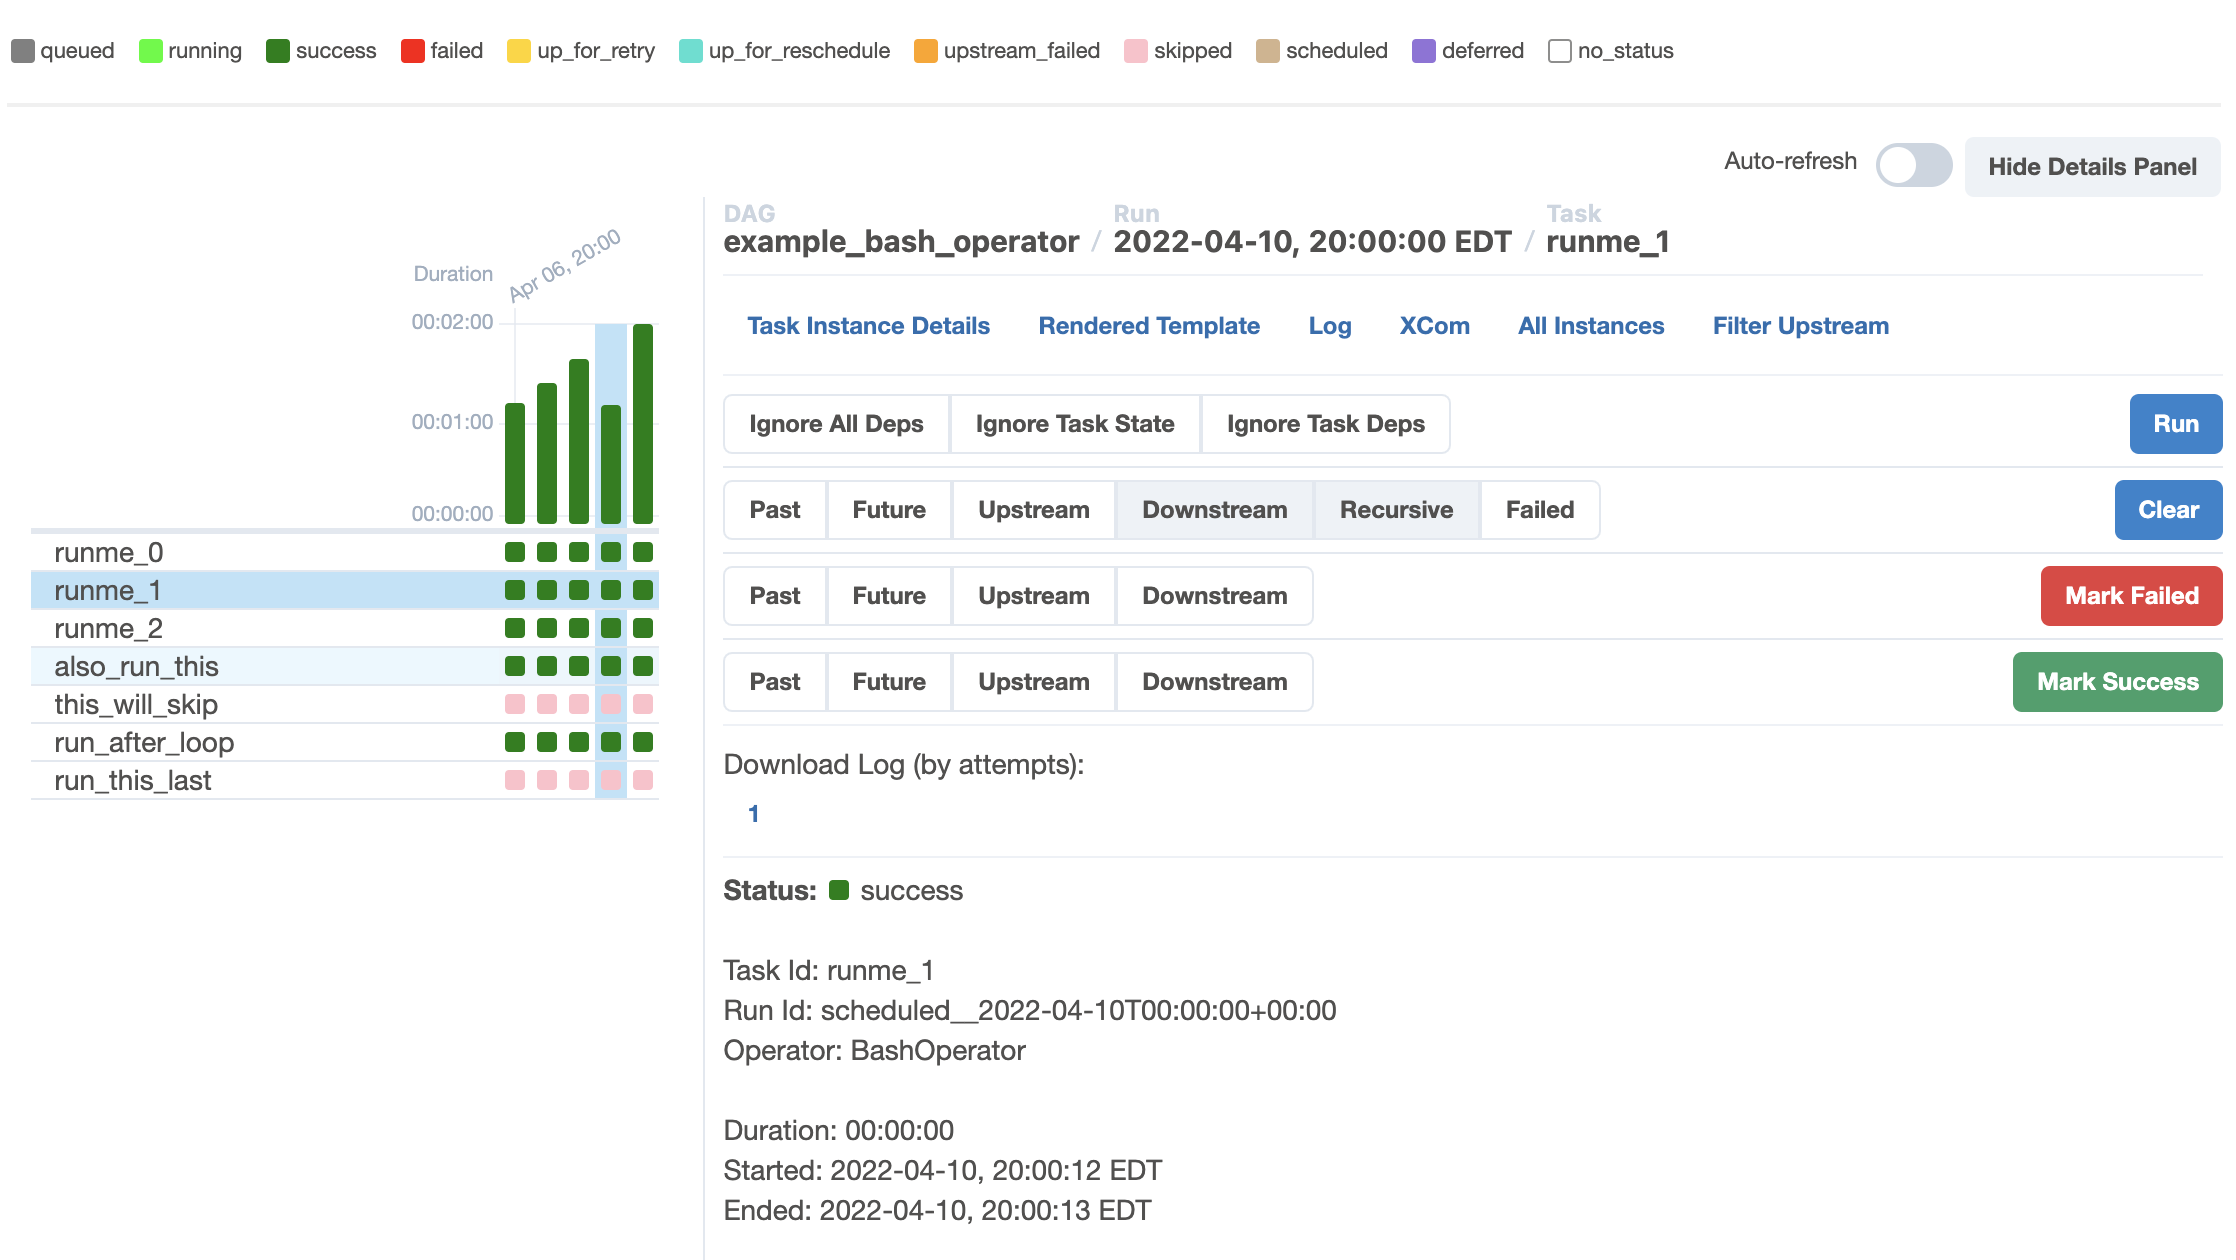 queued running success failed up_for_retry up_for_reschedule upstream_failed skipped scheduled deferred no_status
Auto-refresh Hide Details Panel
DAG Run Task
example_bash_operator / 2022-04-10, 20:00:00 EDT / runme_1
Apr 06, 20:00
Duration
00:02:00
00:01:00
00:00:00
runme_0
runme_1
runme_2
also_run_this
this_will_skip
run_after_loop
run_this_last
Task Instance Details Rendered Template Log XCom All Instances Filter Upstream
Ignore All Deps Ignore Task State Ignore Task Deps Run
Past Future Upstream Downstream Recursive Failed Clear
Past Future Upstream Downstream Mark Failed
Past Future Upstream Downstream Mark Success
Download Log (by attempts):
1
Status: success
Task Id: runme_1
Run Id: scheduled__2022-04-10T00:00:00+00:00
Operator: BashOperator
Duration: 00:00:00
Started: 2022-04-10, 20:00:12 EDT
Ended: 2022-04-10, 20:00:13 EDT